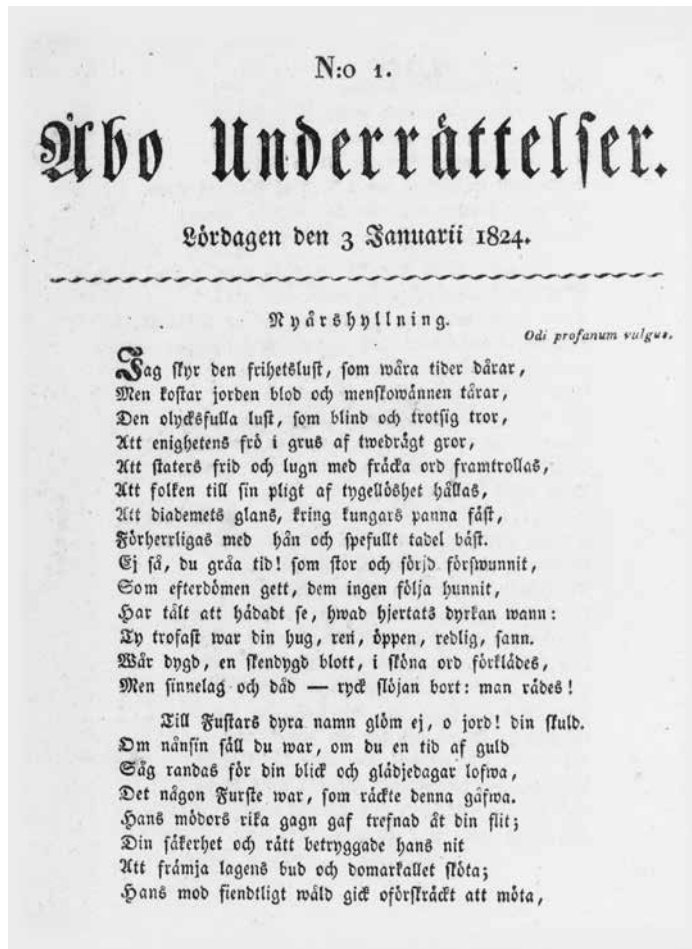 N:o 1.
Åbo Underrättelser.
Lördagen den 3 Januarii 1824.
Nyårshyllning.
Odi profanum vulgus.
Jag skyr den frihetslust, som wåra tider dårar,
Men kostar jorden blod och menskowännen tårar,
Den olycksfulla lust, som blind och trotsig tror,
Att enighetens frö i grus af twedrägt gror,
Att staters frid och lugn med fräcka ord framtrollas,
Att folken till sin pligt af tygellöshet hållas,
Att diademets glans, kring kungars panna fäst,
Förherrligas med hån och spefullt tadel bäst.
Ej så, du gråa tid! som stor och sörjd förswunnit,
Som efterdömen gett, dem ingen följa hunnit,
Har tålt att hädadt se, hwad hjertats dyrkan wann:
Ty trofast war din hug, ren, öppen, redlig, sann.
Wår dygd, en skendygd blott, i sköna ord förklädes,
Men sinnelag och dåd — ryck slöjan bort: man rädes!
Till Fustars dyra namn glöm ej, o jord! din skuld.
Om nånsin säll du war, om du en tid af guld
Såg randas för din blick och glädjedagar lofwa,
Det någon Furste war, som räckte denna gåfwa.
Hans mödors rika gagn gaf trefnad åt din flit;
Din säkerhet och rätt betryggade hans nit
Att främja lagens bud och domarkallet sköta;
Hans mod fiendtligt wåld gick oförskräckt att möta,